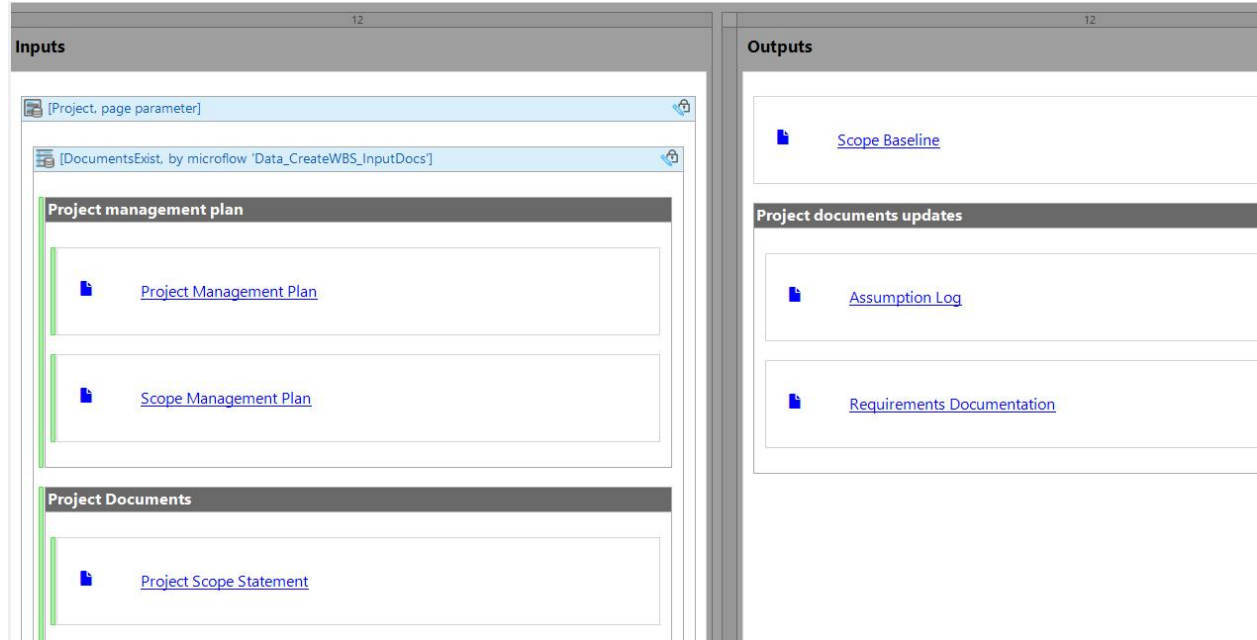 12
Inputs
[Project, page parameter]
[DocumentsExist, by microflow 'Data_CreateWBS_InputDocs']
Project management plan
Project Management Plan
Scope Management Plan
Project Documents
Project Scope Statement
12
Outputs
Scope Baseline
Project documents updates
Assumption Log
Requirements Documentation